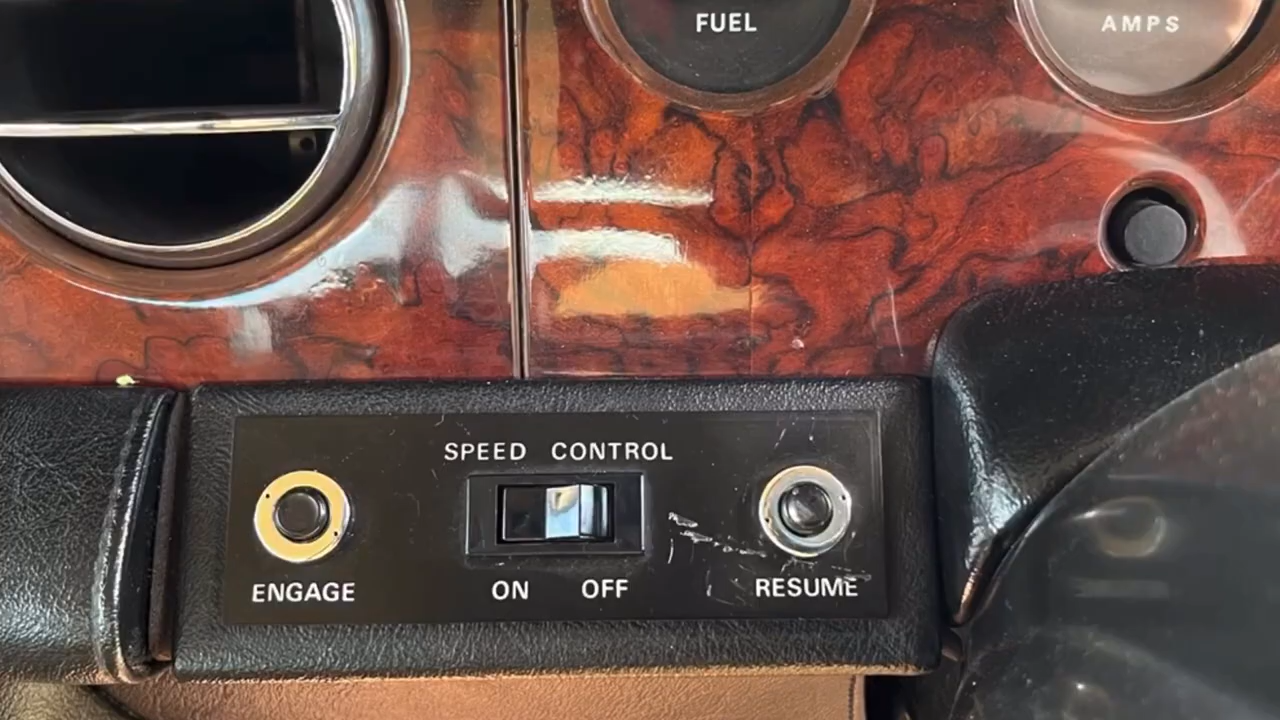 FUEL
AMPS
SPEED CONTROL
ON OFF
ENGAGE
RESUME